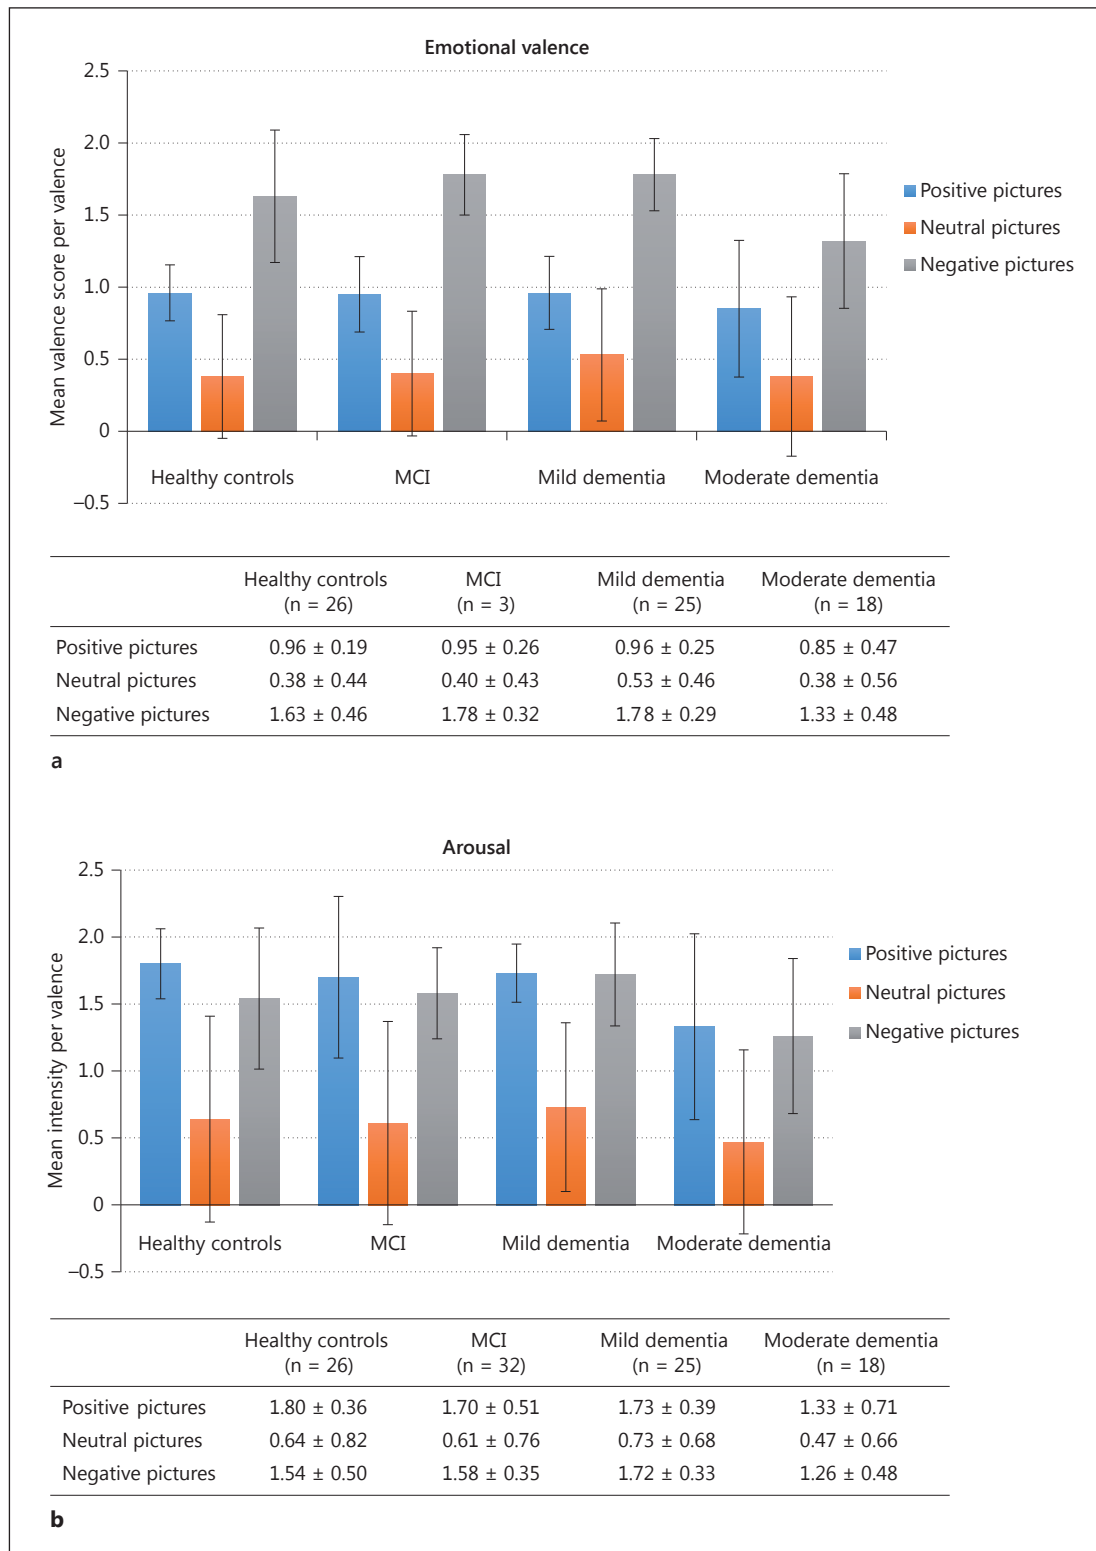 Emotional valence
2.5
2.0
1.5
1.0
0.5
0
–0.5
Mean valence score per valence
Positive pictures
Neutral pictures
Negative pictures
Healthy controls MCI Mild dementia Moderate dementia
Healthy controls MCI Mild dementia Moderate dementia
(n = 26) (n = 3) (n = 25) (n = 18)
Positive pictures 0.96 ± 0.19 0.95 ± 0.26 0.96 ± 0.25 0.85 ± 0.47
Neutral pictures 0.38 ± 0.44 0.40 ± 0.43 0.53 ± 0.46 0.38 ± 0.56
Negative pictures 1.63 ± 0.46 1.78 ± 0.32 1.78 ± 0.29 1.33 ± 0.48
a
Arousal
2.5
2.0
1.5
1.0
0.5
0
–0.5
Mean intensity per valence
Positive pictures
Neutral pictures
Negative pictures
Healthy controls MCI Mild dementia Moderate dementia
Healthy controls MCI Mild dementia Moderate dementia
(n = 26) (n = 32) (n = 25) (n = 18)
Positive pictures 1.80 ± 0.36 1.70 ± 0.51 1.73 ± 0.39 1.33 ± 0.71
Neutral pictures 0.64 ± 0.82 0.61 ± 0.76 0.73 ± 0.68 0.47 ± 0.66
Negative pictures 1.54 ± 0.50 1.58 ± 0.35 1.72 ± 0.33 1.26 ± 0.48
b